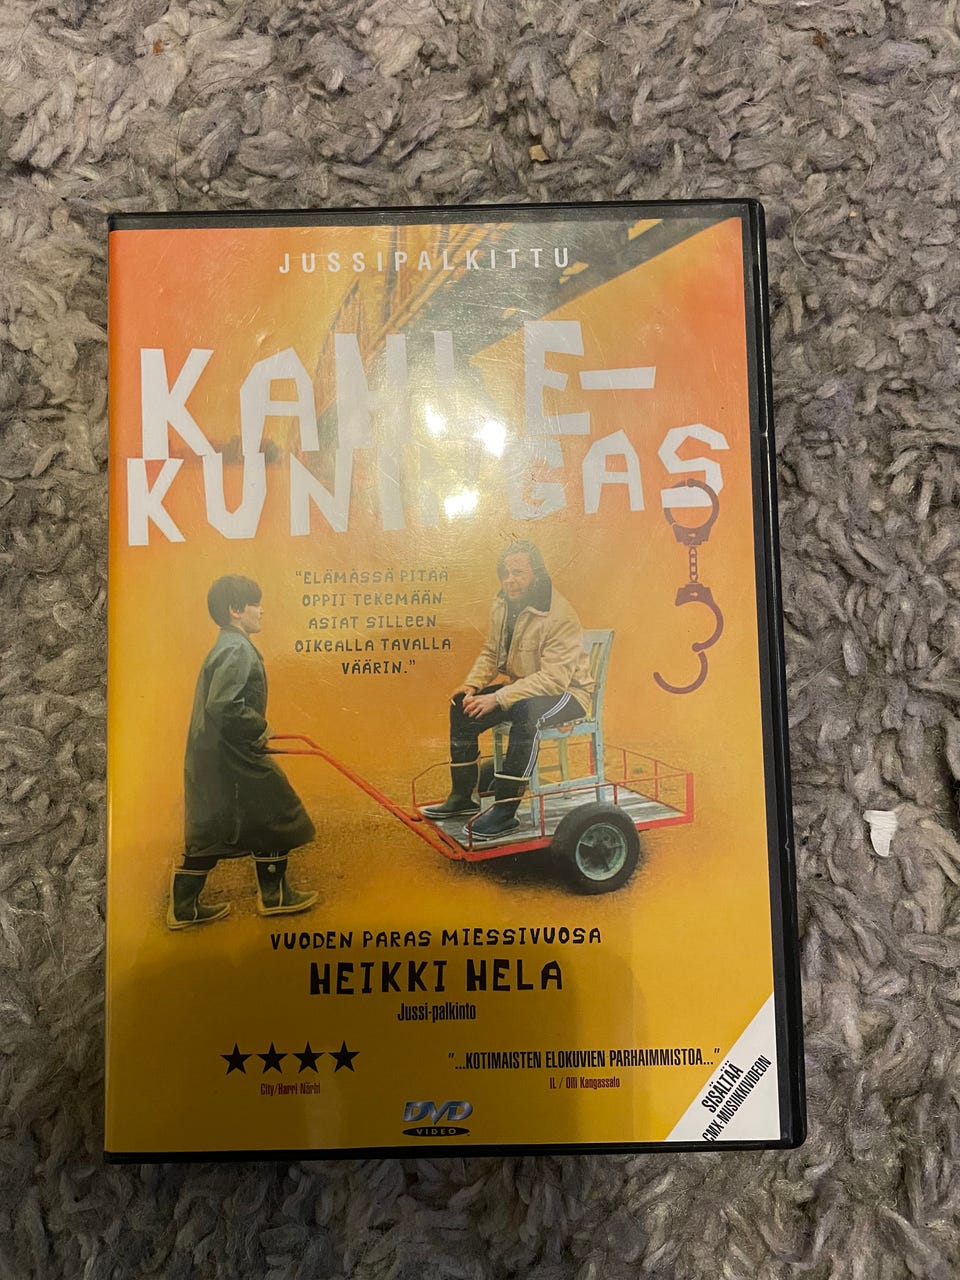 JUSSIPALKITTU
KAHLE-
KUNINGAS
"ELÄMÄSSÄ PITÄÄ
OPPII TEKEMÄÄN
ASIAT SILLEEN
OIKEALLA TAVALLA
VÄÄRIN."
VUODEN PARAS MIESSIVUOSA
HEIKKI HELA
Jussi-palkinto
City/Harri Närhi
"...KOTIMAISTEN ELOKUVIEN PARHAIMMISTOA..."
IL / Olli Kangassalo
DVD
VIDEO
SISÄLTÄÄ
CMX-MUSIIKKIVIDEON